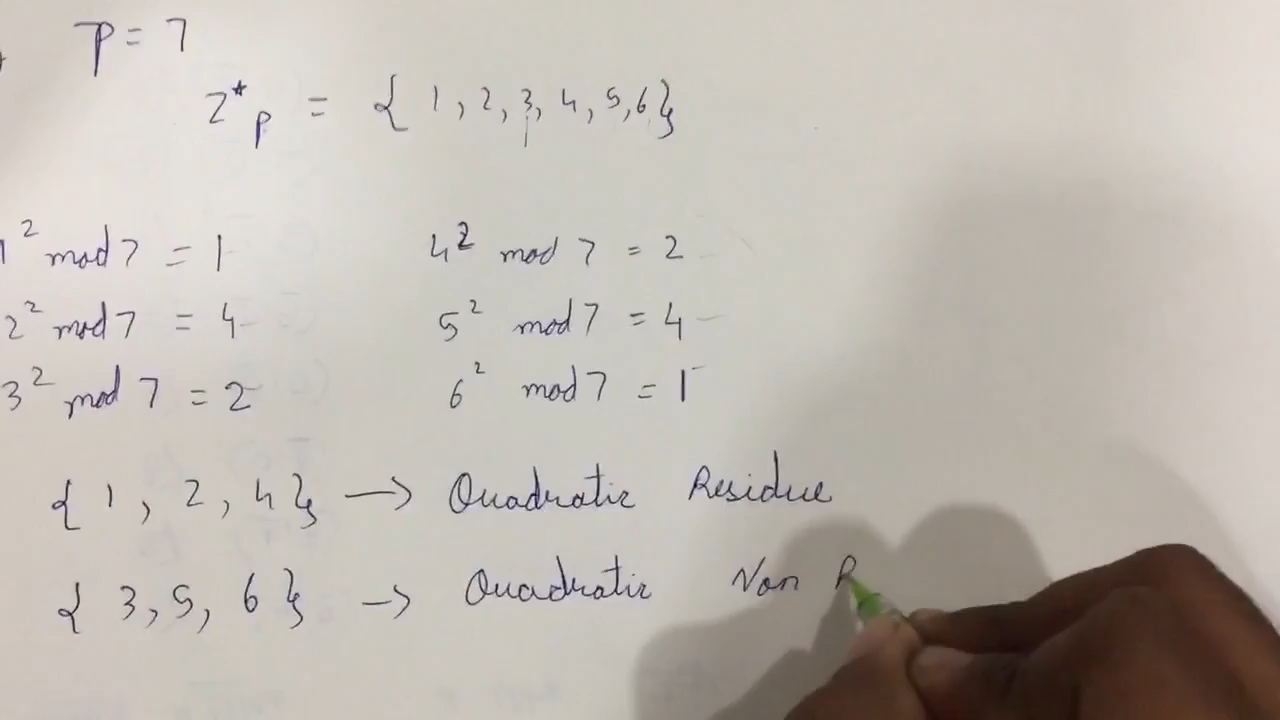 p = 7
Z*p = { 1, 2, 3, 4, 5, 6 }
1² mod 7 = 1 4² mod 7 = 2
2² mod 7 = 4 5² mod 7 = 4
3² mod 7 = 2 6² mod 7 = 1
{ 1, 2, 4 } → Quadratic Residue
{ 3, 5, 6 } → Quadratic Non R